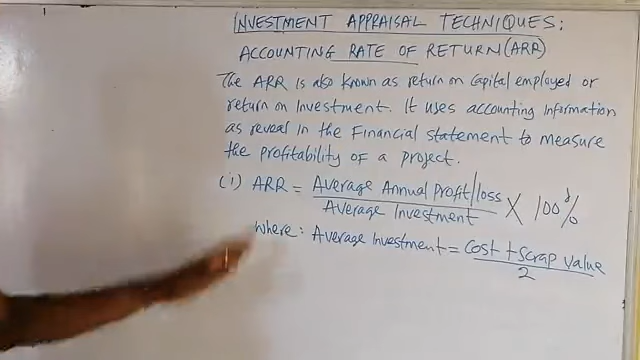 INVESTMENT APPRAISAL TECHNIQUES:
ACCOUNTING RATE OF RETURN (ARR)
The ARR is also known as return on capital employed or
return on investment. It uses accounting information
as reveal in the Financial statement to measure
the profitability of a project.
(i) ARR = Average Annual profit/loss / Average Investment X 100%
Where: Average Investment = Cost + scrap value / 2